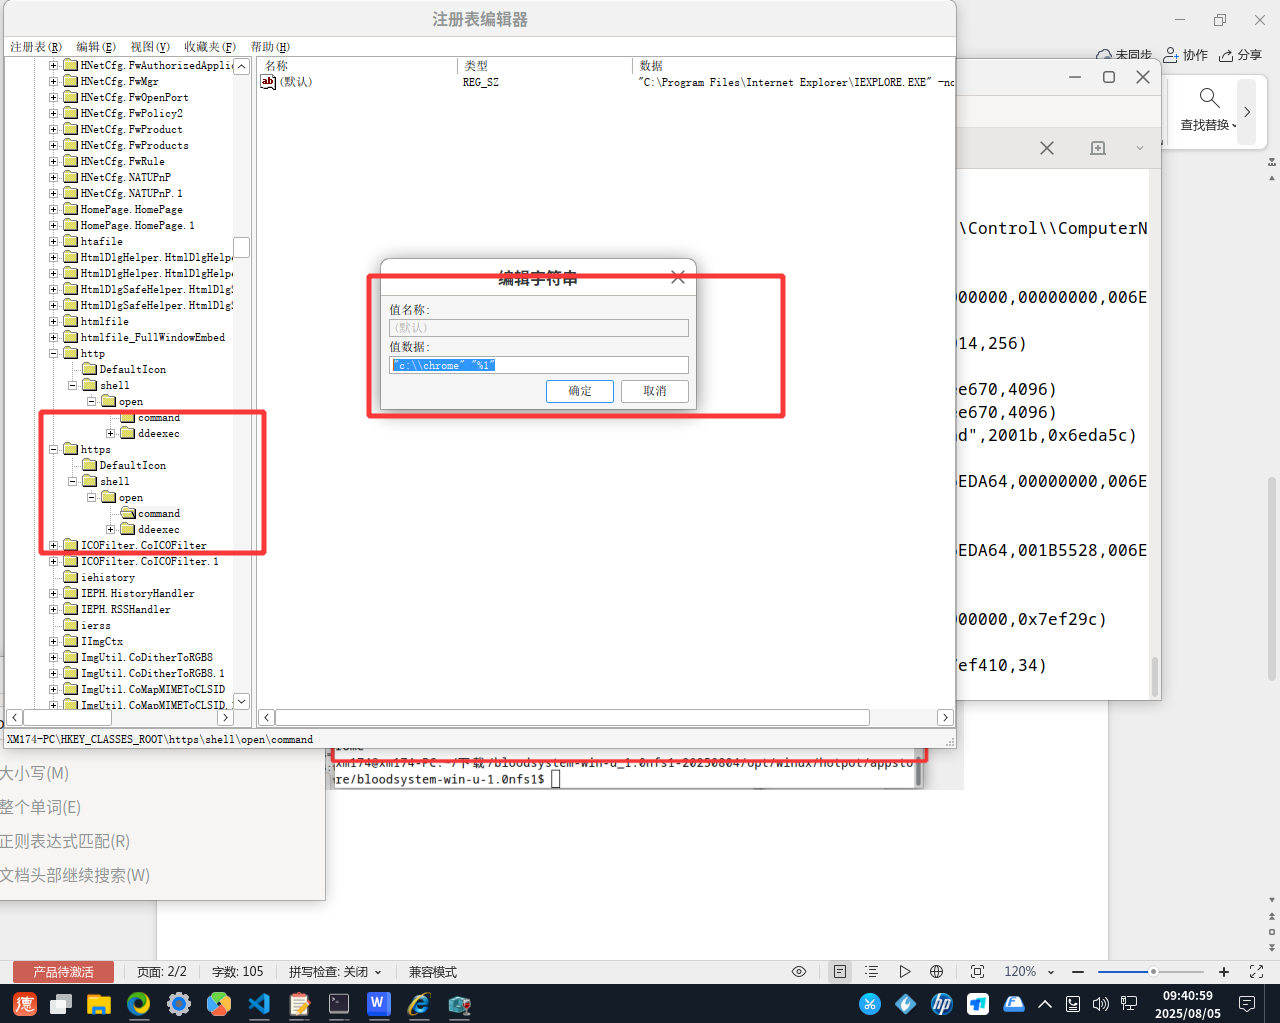 注册表编辑器
注册表(R) 编辑(E) 视图(V) 收藏夹(F) 帮助(H)
HNetCfg.FwAuthorizedApplic
HNetCfg.FwMgr
HNetCfg.FwOpenPort
HNetCfg.FwPolicy2
HNetCfg.FwProduct
HNetCfg.FwProducts
HNetCfg.FwRule
HNetCfg.NATUPnP
HNetCfg.NATUPnP.1
HomePage.HomePage
HomePage.HomePage.1
htafile
HtmlDlgHelper.HtmlDlgHelpe
HtmlDlgHelper.HtmlDlgHelpe
HtmlDlgSafeHelper.HtmlDlgS
HtmlDlgSafeHelper.HtmlDlgS
htmlfile
htmlfile_FullWindowEmbed
http
DefaultIcon
shell
open
command
ddeexec
https
DefaultIcon
shell
open
command
ddeexec
ICOFilter.CoICOFilter
ICOFilter.CoICOFilter.1
iehistory
IEPH.HistoryHandler
IEPH.RSSHandler
ierss
IImgCtx
ImgUtil.CoDitherToRGB8
ImgUtil.CoDitherToRGB8.1
ImgUtil.CoMapMIMEToCLSID
ImgUtil.CoMapMIMEToCLSID.
名称 类型 数据
ab (默认) REG_SZ "C:\Program Files\Internet Explorer\IEXPLORE.EXE" -no
编辑字符串
值名称:
(默认)
值数据:
"c:\\chrome" "%1"
确定 取消
XM174-PC\HKEY_CLASSES_ROOT\https\shell\open\command
未同步 协作 分享
查找替换
\\Control\\ComputerN
000000,00000000,006E
14,256)
ee670,4096)
ee670,4096)
d",2001b,0x6eda5c)
EDA64,00000000,006E
EDA64,001B5528,006E
00000,0x7ef29c)
ef410,34)
xm174@xm174-PC:~/下载/bloodsystem-win-u_1.0nfs1-20250804/opt/winux/hotpot/appsto
re/bloodsystem-win-u-1.0nfs1$
大小写(M)
整个单词(E)
正则表达式匹配(R)
文档头部继续搜索(W)
产品待激活 页面: 2/2 字数: 105 拼写检查: 关闭 兼容模式 120%
09:40:59
2025/08/05